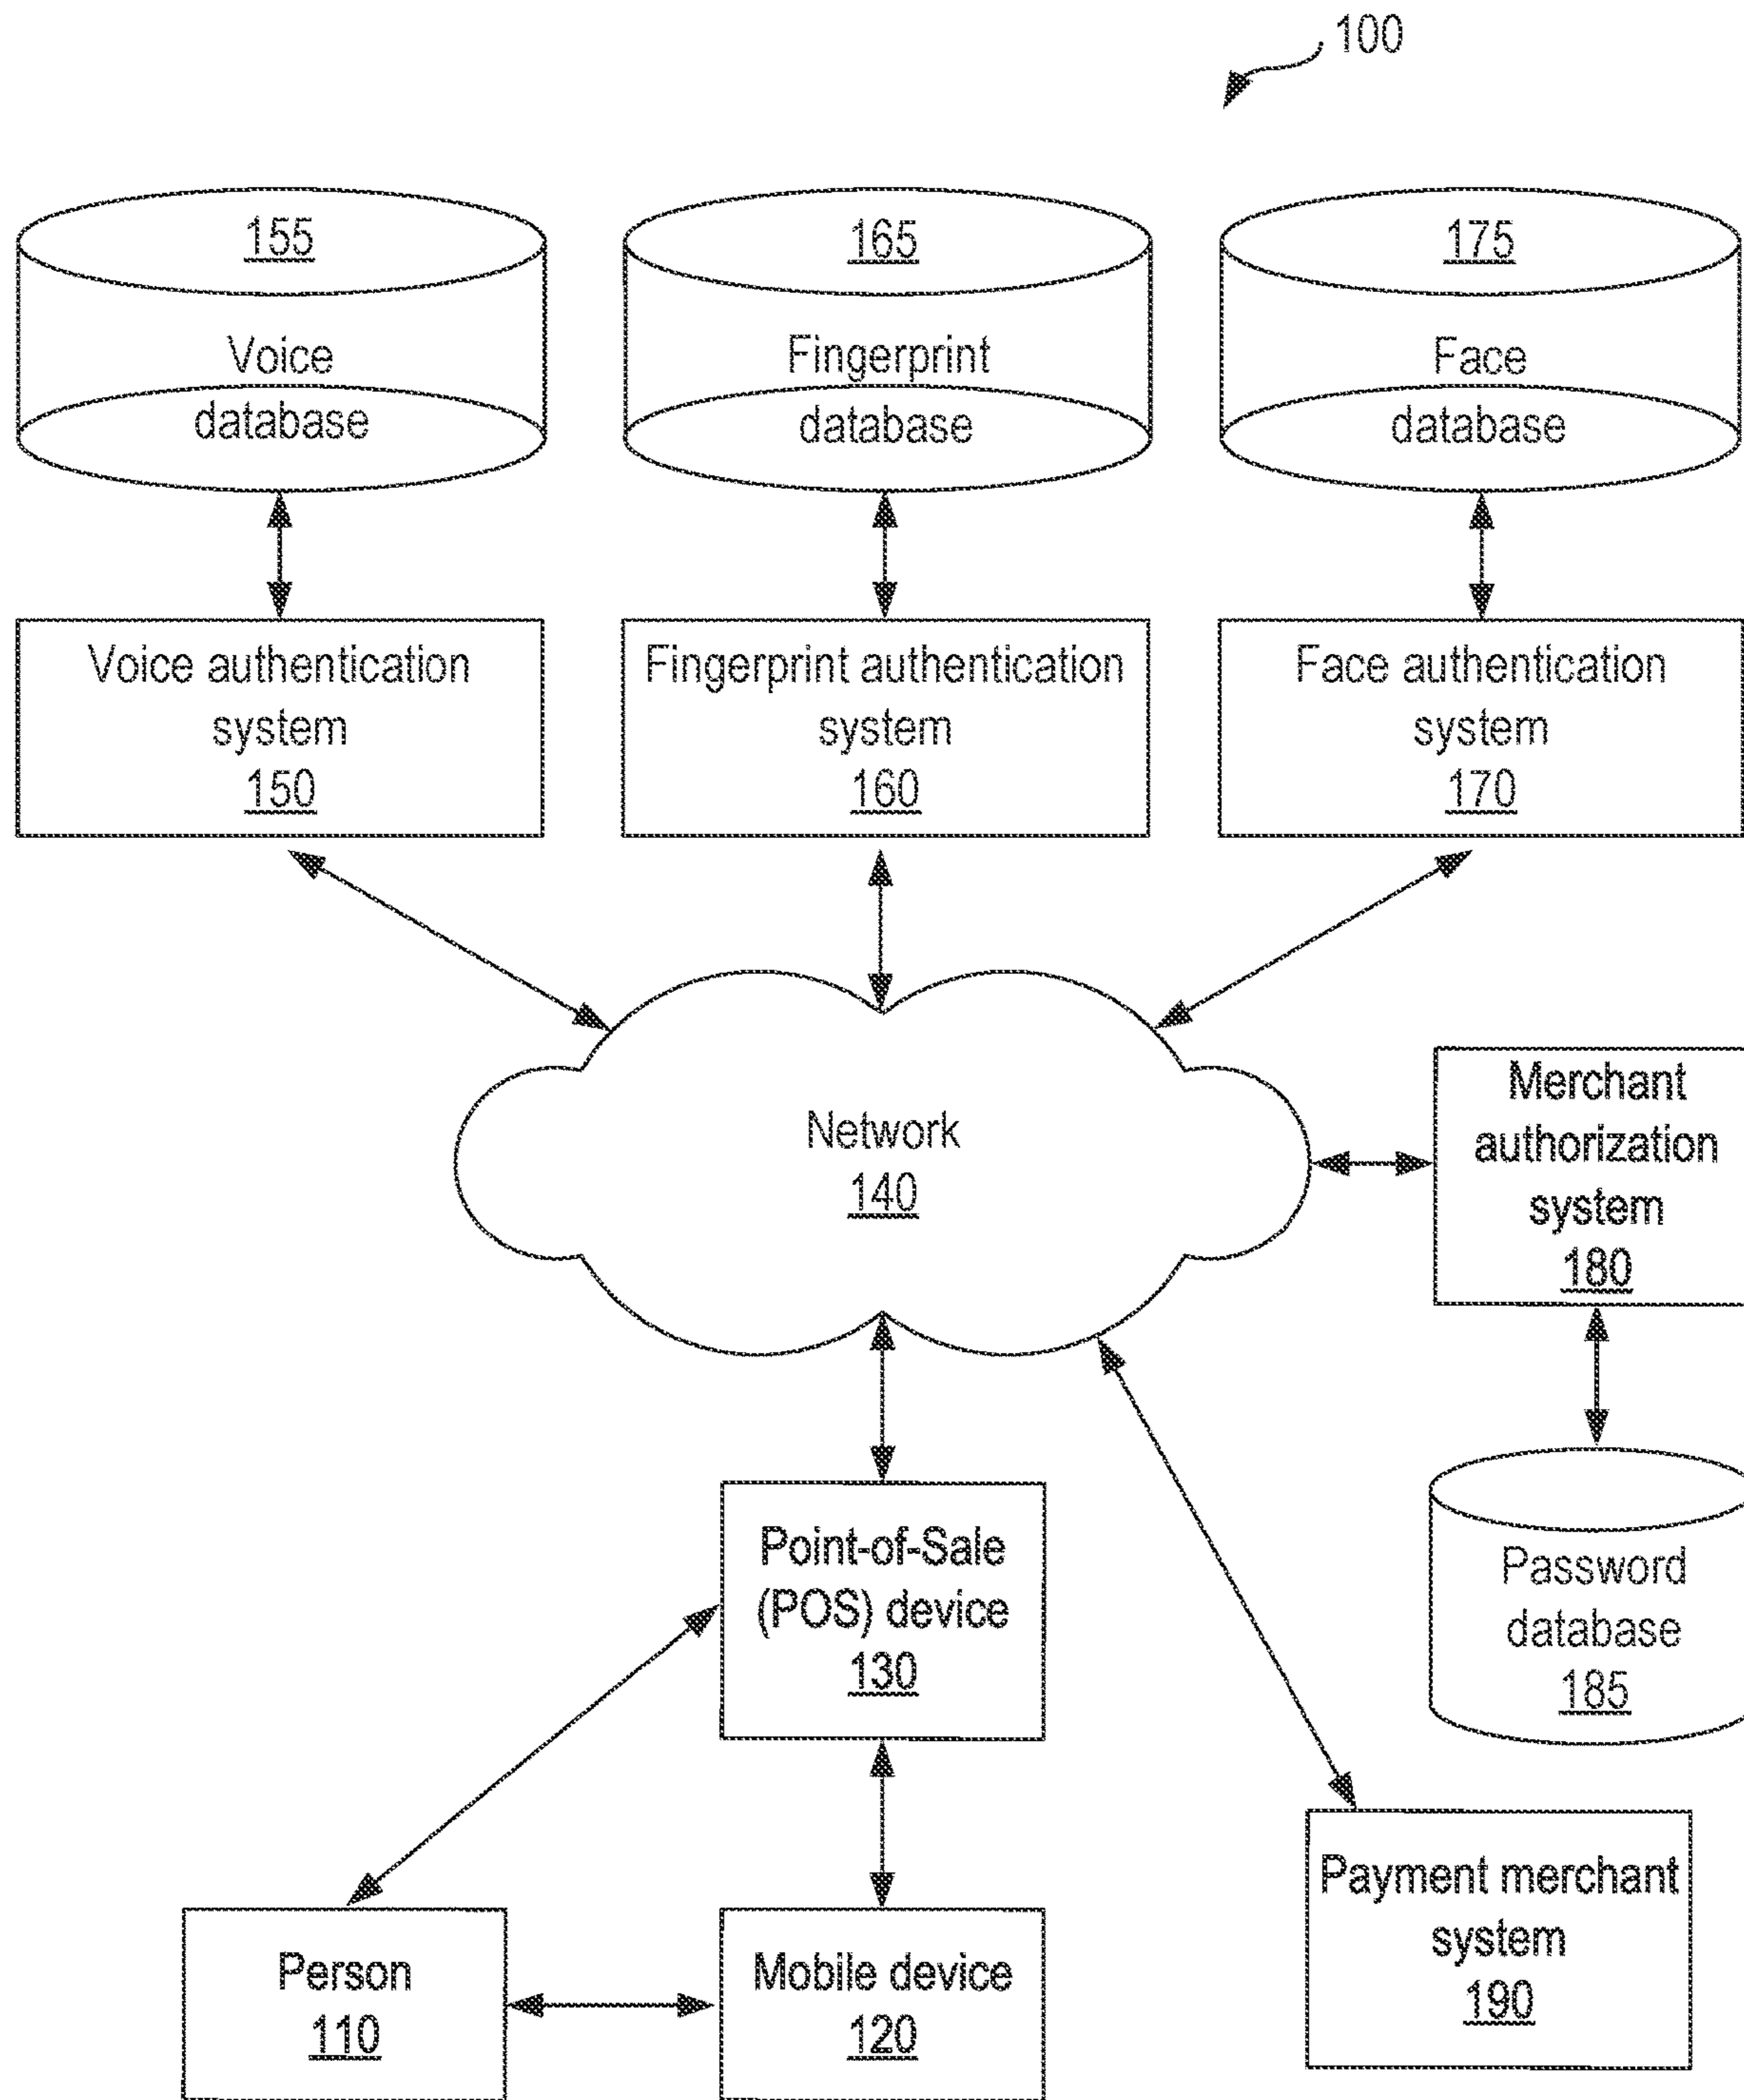 100
155
Voice
database
165
Fingerprint
database
175
Face
database
Voice authentication
system
150
Fingerprint authentication
system
160
Face authentication
system
170
Network
140
Merchant
authorization
system
180
Point-of-Sale
(POS) device
130
Password
database
185
Payment merchant
system
190
Person
110
Mobile device
120